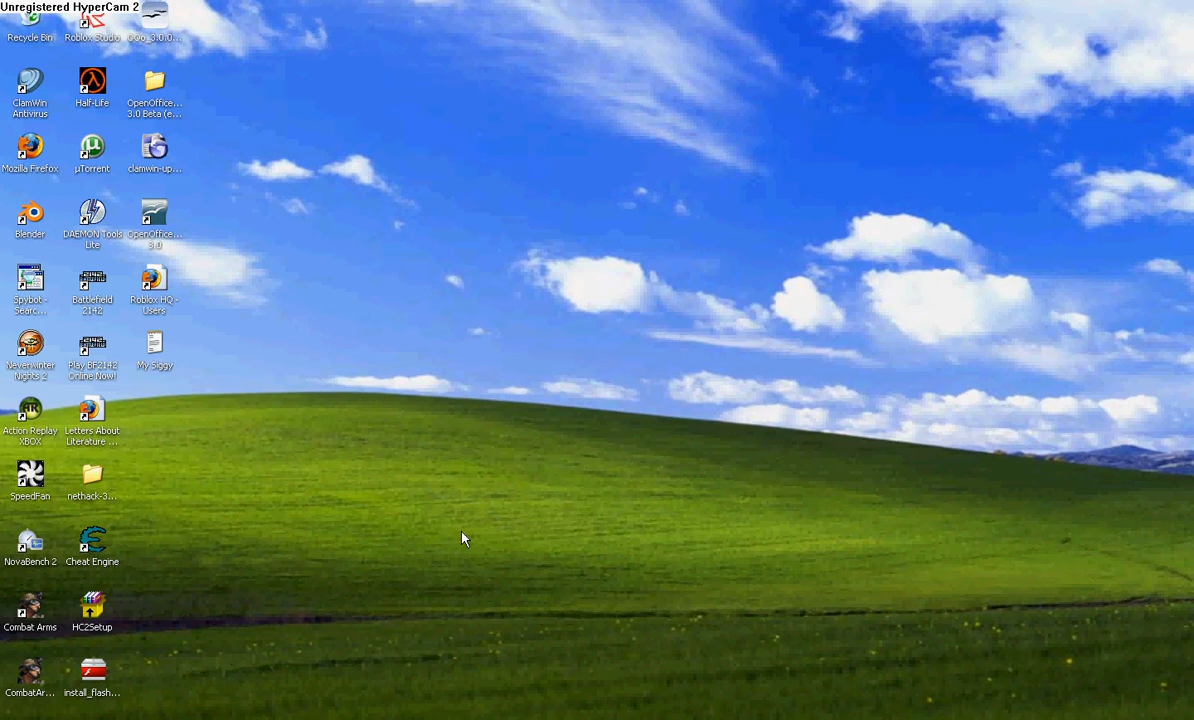 Unregistered HyperCam 2
Recycle Bin
Roblox Studio
OOo_3.0.0...
ClamWin
Antivirus
Half-Life
OpenOffice...
3.0 Beta (e...
Mozilla Firefox
µTorrent
clamwin-up...
Blender
DAEMON Tools
Lite
OpenOffice...
3.0
Spybot -
Searc...
Battlefield
2142
Roblox HQ -
Users
Neverwinter
Nights 2
Play BF2142
Online Now!
My Siggy
Action Replay
XBOX
Letters About
Literature ...
SpeedFan
nethack-3...
NovaBench 2
Cheat Engine
Combat Arms
HC2Setup
CombatAr...
install_flash...